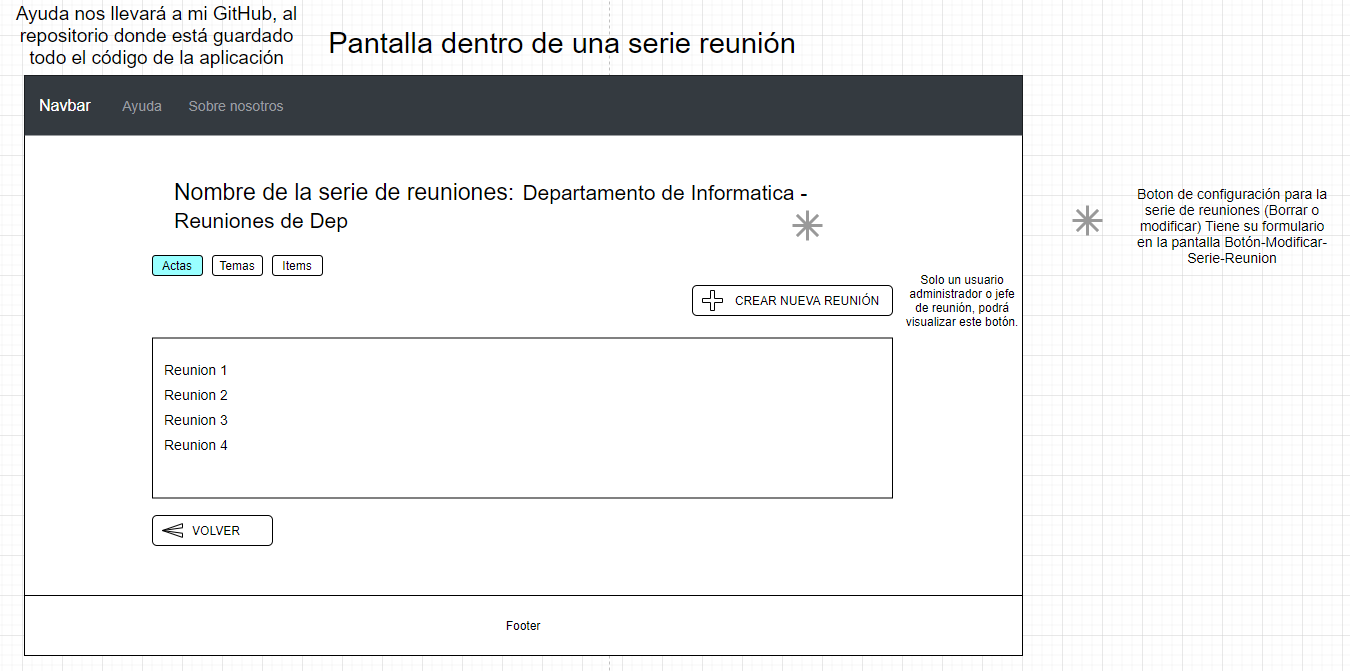 Ayuda nos llevará a mi GitHub, al
repositorio donde está guardado
todo el código de la aplicación
Pantalla dentro de una serie reunión
Navbar Ayuda Sobre nosotros
Nombre de la serie de reuniones: Departamento de Informatica -
Reuniones de Dep
Boton de configuración para la
serie de reuniones (Borrar o
modificar) Tiene su formulario
en la pantalla Botón-Modificar-
Serie-Reunion
Actas Temas Items
CREAR NUEVA REUNIÓN
Solo un usuario
administrador o jefe
de reunión, podrá
visualizar este botón.
Reunion 1
Reunion 2
Reunion 3
Reunion 4
VOLVER
Footer